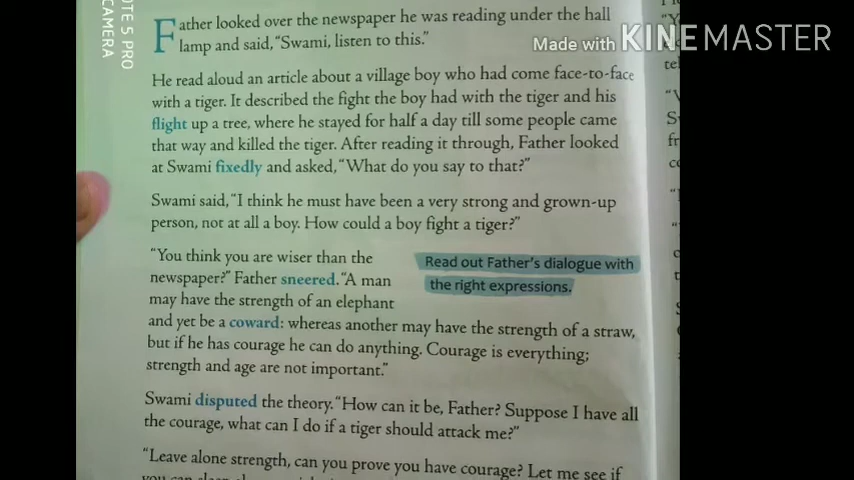 OTE 5 PRO
CAMERA
Made with KINEMASTER
Father looked over the newspaper he was reading under the hall
lamp and said, “Swami, listen to this.”
He read aloud an article about a village boy who had come face-to-face
with a tiger. It described the fight the boy had with the tiger and his
flight up a tree, where he stayed for half a day till some people came
that way and killed the tiger. After reading it through, Father looked
at Swami fixedly and asked, “What do you say to that?”
Swami said, “I think he must have been a very strong and grown-up
person, not at all a boy. How could a boy fight a tiger?”
“You think you are wiser than the
newspaper?” Father sneered. “A man
may have the strength of an elephant
and yet be a coward: whereas another may have the strength of a straw,
but if he has courage he can do anything. Courage is everything;
strength and age are not important.”
Read out Father’s dialogue with
the right expressions.
Swami disputed the theory. “How can it be, Father? Suppose I have all
the courage, what can I do if a tiger should attack me?”
“Leave alone strength, can you prove you have courage? Let me see if